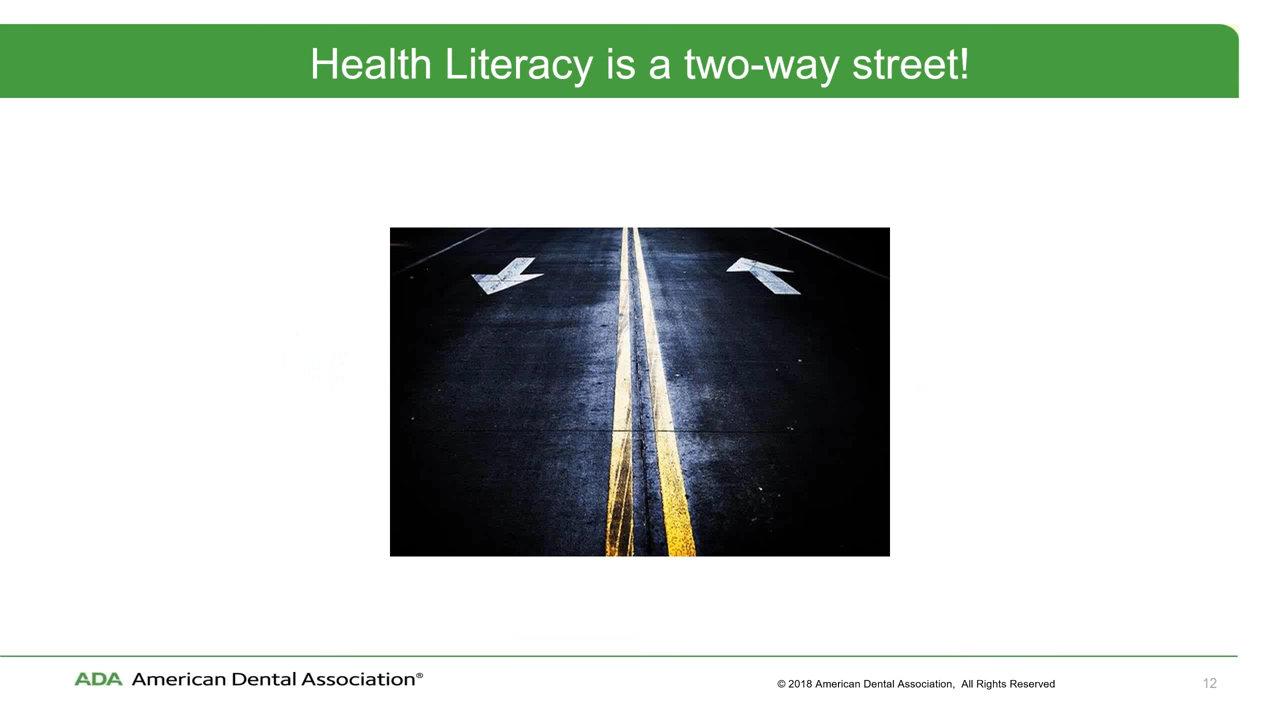 Health Literacy is a two-way street!
ADA American Dental Association®
© 2018 American Dental Association, All Rights Reserved
12